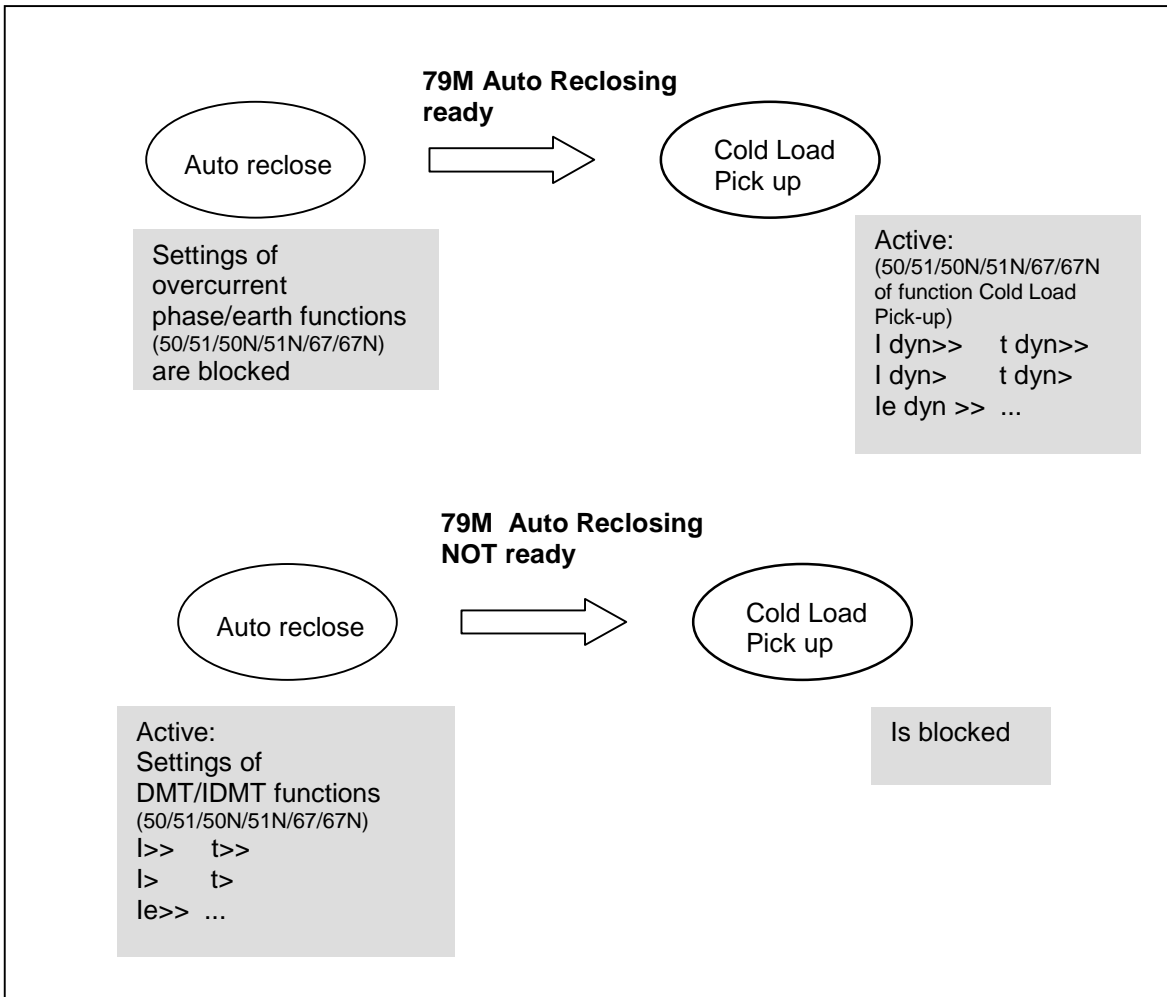 79M Auto Reclosing
ready
Auto reclose
Cold Load
Pick up
Settings of
overcurrent
phase/earth functions
(50/51/50N/51N/67/67N)
are blocked
Active:
(50/51/50N/51N/67/67N
of function Cold Load
Pick-up)
I dyn>> t dyn>>
I dyn> t dyn>
Ie dyn >> ...
79M Auto Reclosing
NOT ready
Auto reclose
Cold Load
Pick up
Active:
Settings of
DMT/IDMT functions
(50/51/50N/51N/67/67N)
I>> t>>
I> t>
Ie>> ...
Is blocked